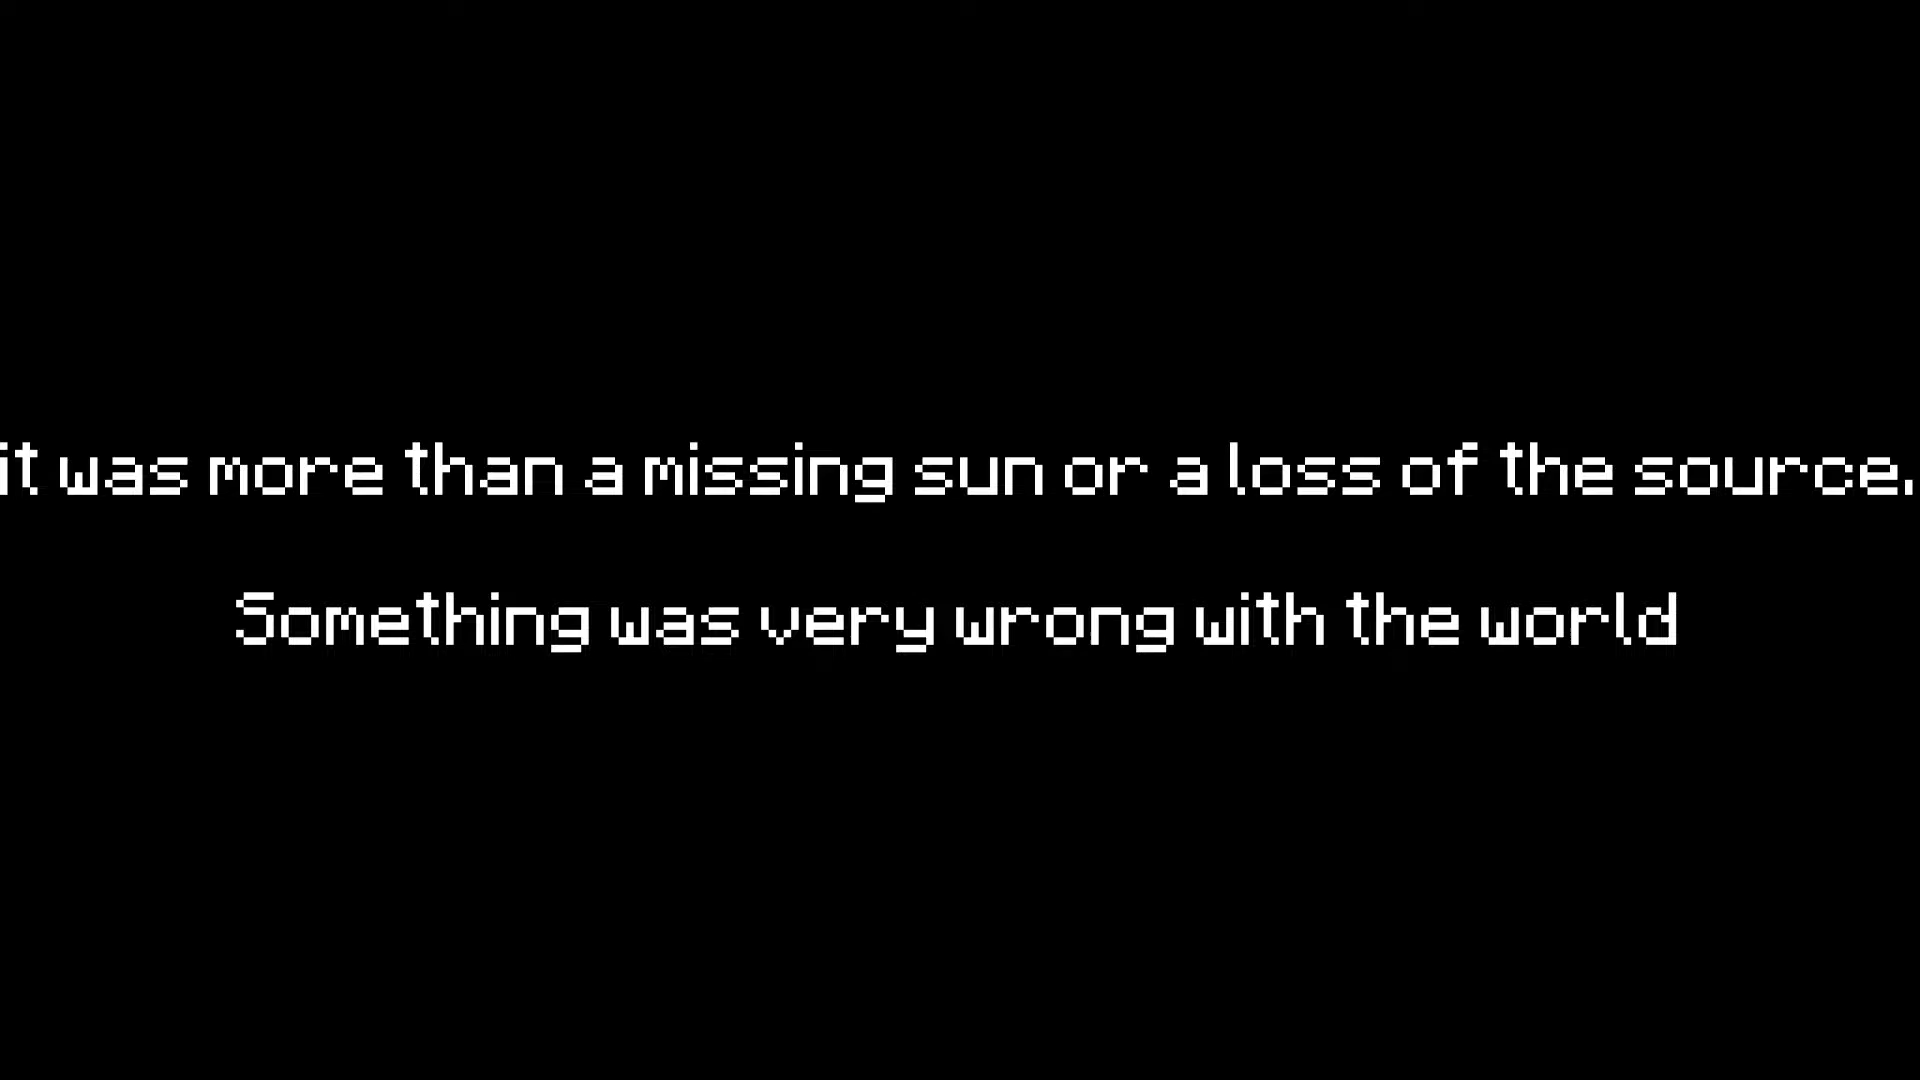 it was more than a missing sun or a loss of the source.
Something was very wrong with the world